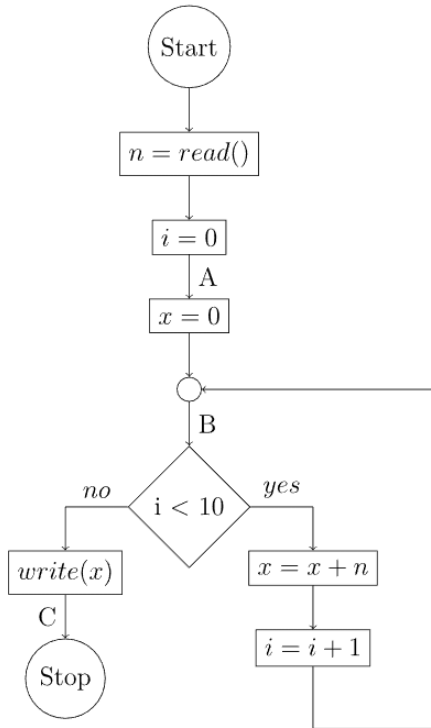 Start
n = read()
i = 0
A
x = 0
B
no
yes
i < 10
write(x)
x = x + n
C
i = i + 1
Stop